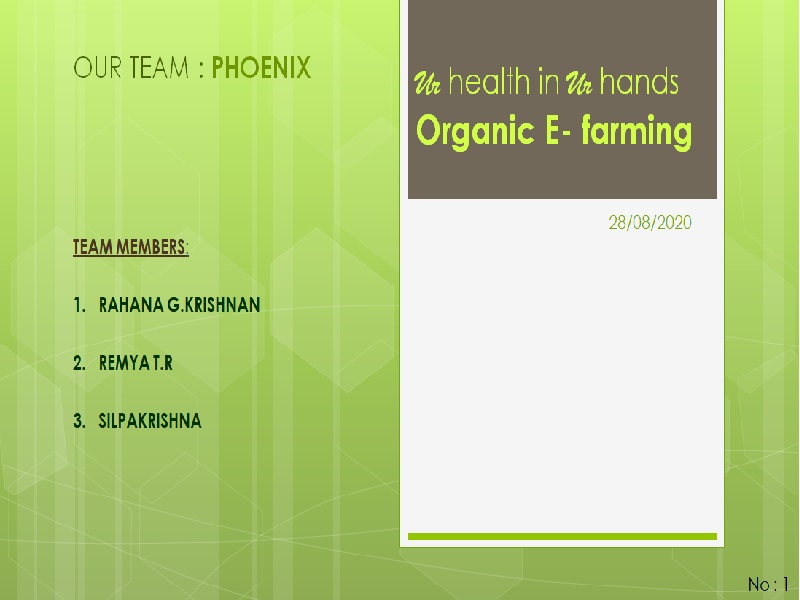 OUR TEAM : PHOENIX
TEAM MEMBERS:
1. RAHANA G.KRISHNAN
2. REMYA T.R
3. SILPAKRISHNA
Ur health in Ur hands
Organic E- farming
28/08/2020
No : 1